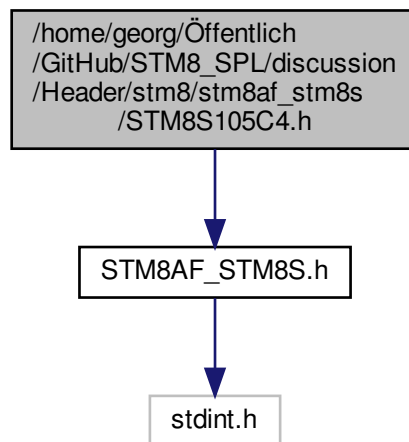 /home/georg/Öffentlich
/GitHub/STM8_SPL/discussion
/Header/stm8/stm8af_stm8s
/STM8S105C4.h
STM8AF_STM8S.h
stdint.h